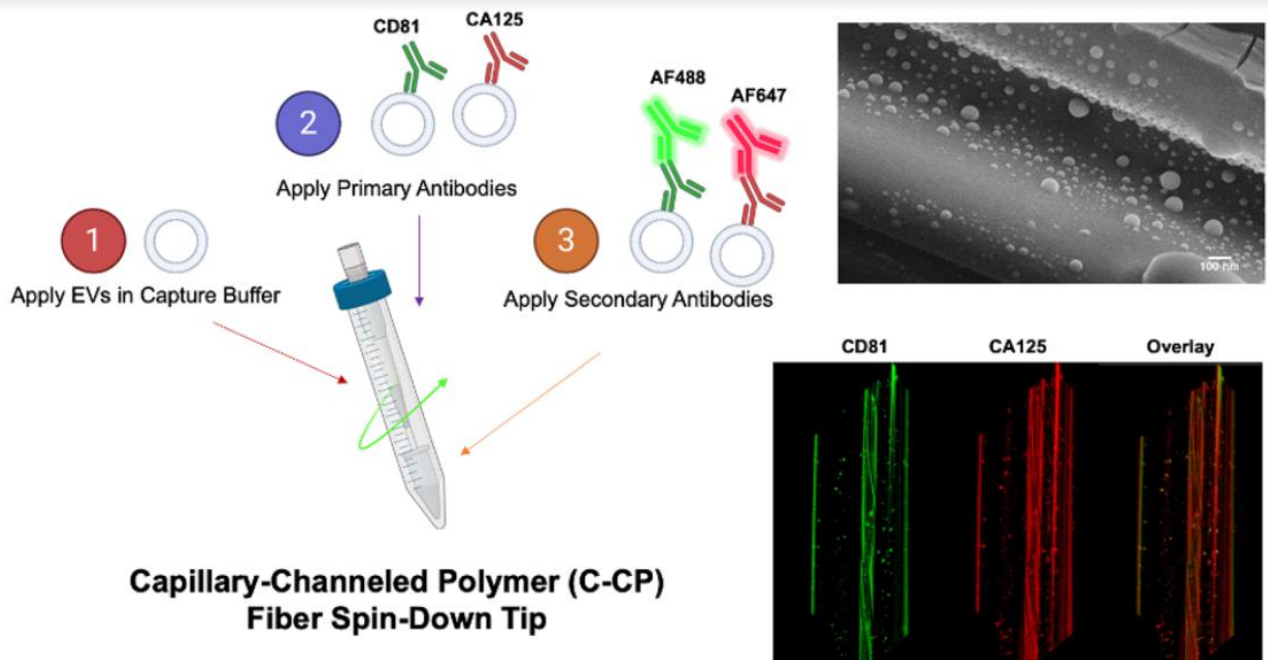 CD81
CA125
2
Apply Primary Antibodies
1
Apply EVs in Capture Buffer
AF488
AF647
3
Apply Secondary Antibodies
Capillary-Channeled Polymer (C-CP)
Fiber Spin-Down Tip
100 nm
CD81
CA125
Overlay